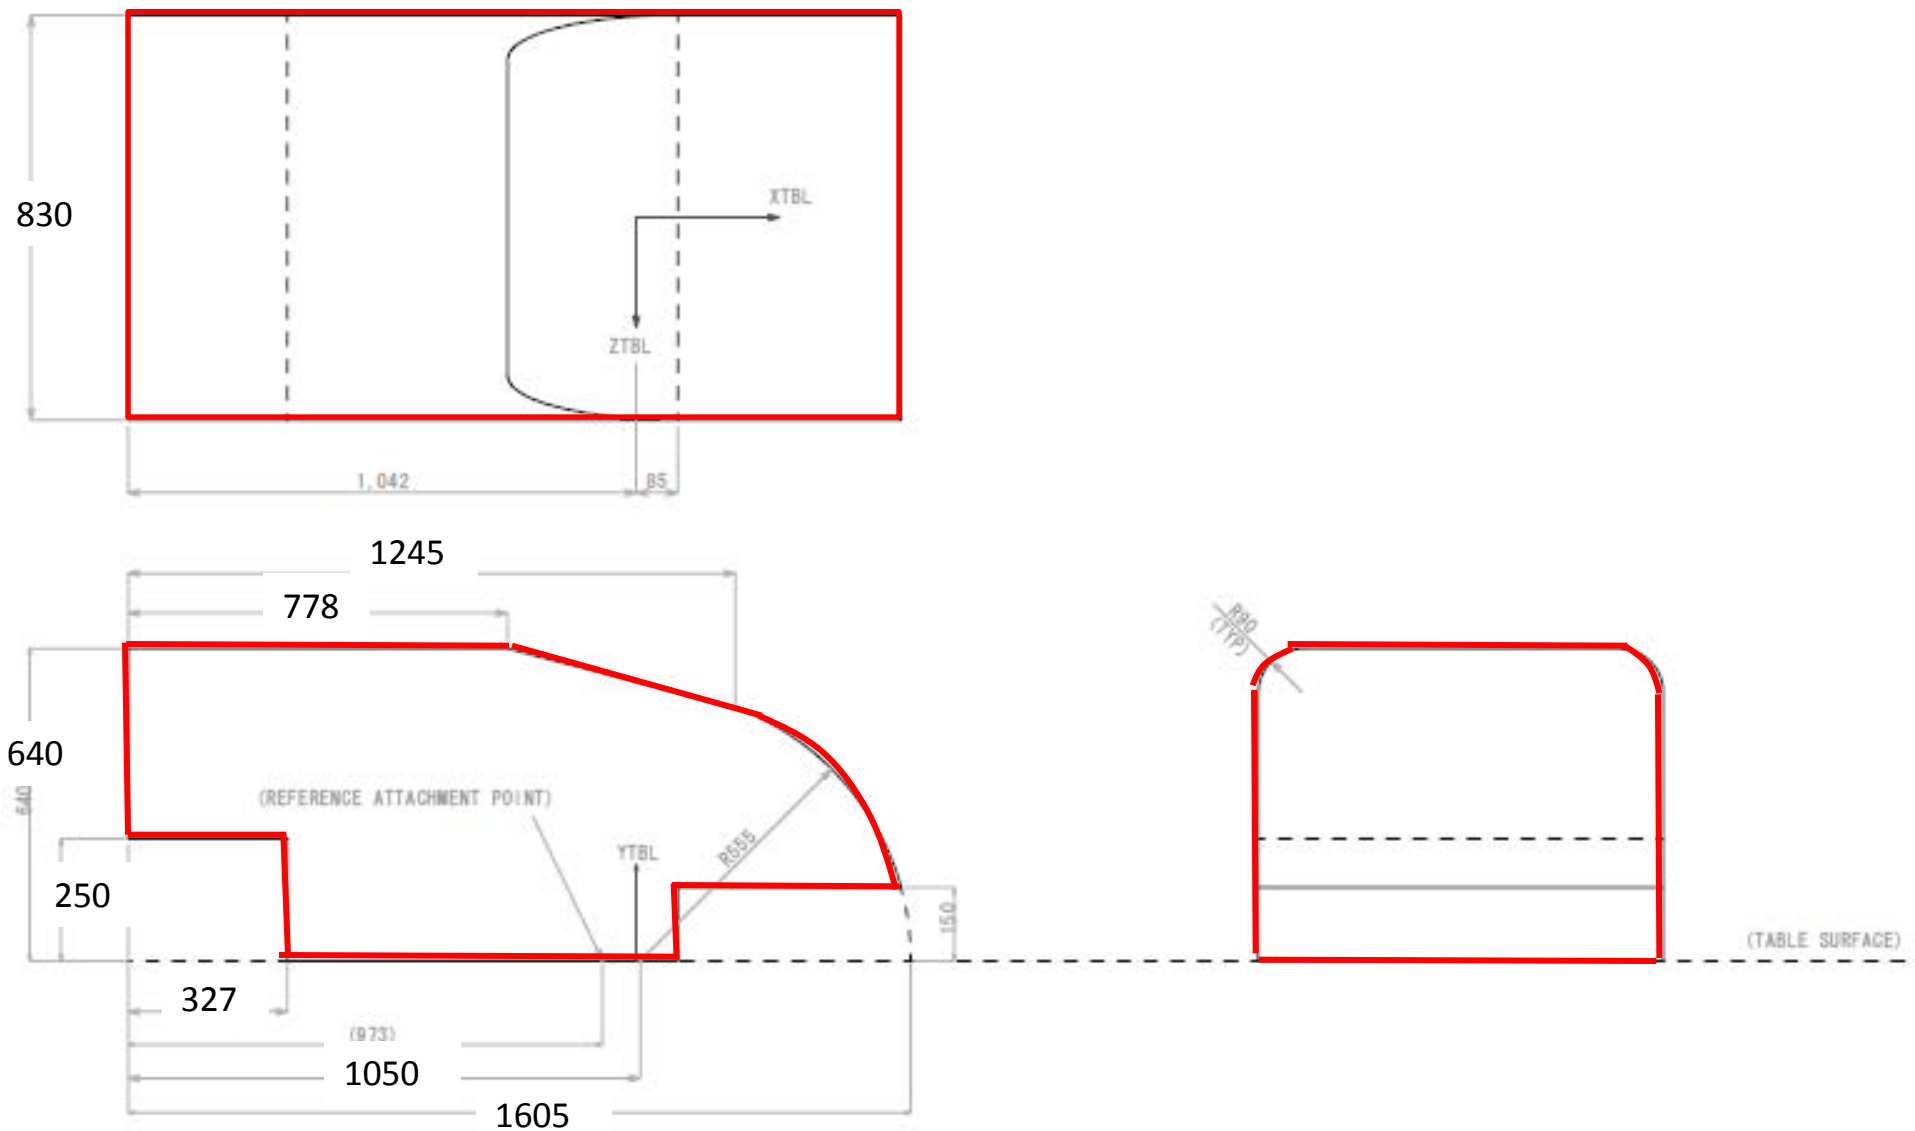 830
XTBL
ZTBL
1,042
85
1245
778
R90
(TYP)
640
640
(REFERENCE ATTACHMENT POINT)
YTBL
R555
250
150
(TABLE SURFACE)
327
(973)
1050
1605